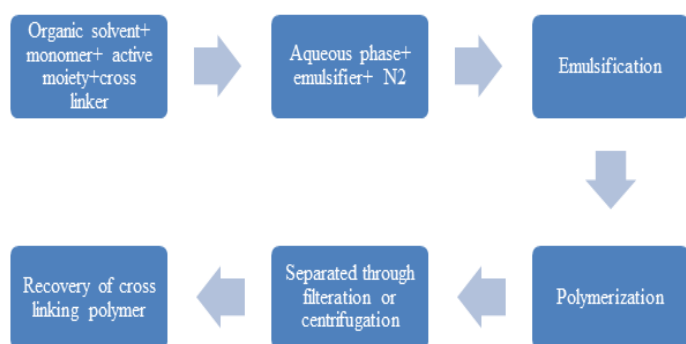 Organic solvent+
monomer+ active
moiety+cross
linker
Aqueous phase+
emulsifier+ N2
Emulsification
Polymerization
Separated through
filteration or
centrifugation
Recovery of cross
linking polymer